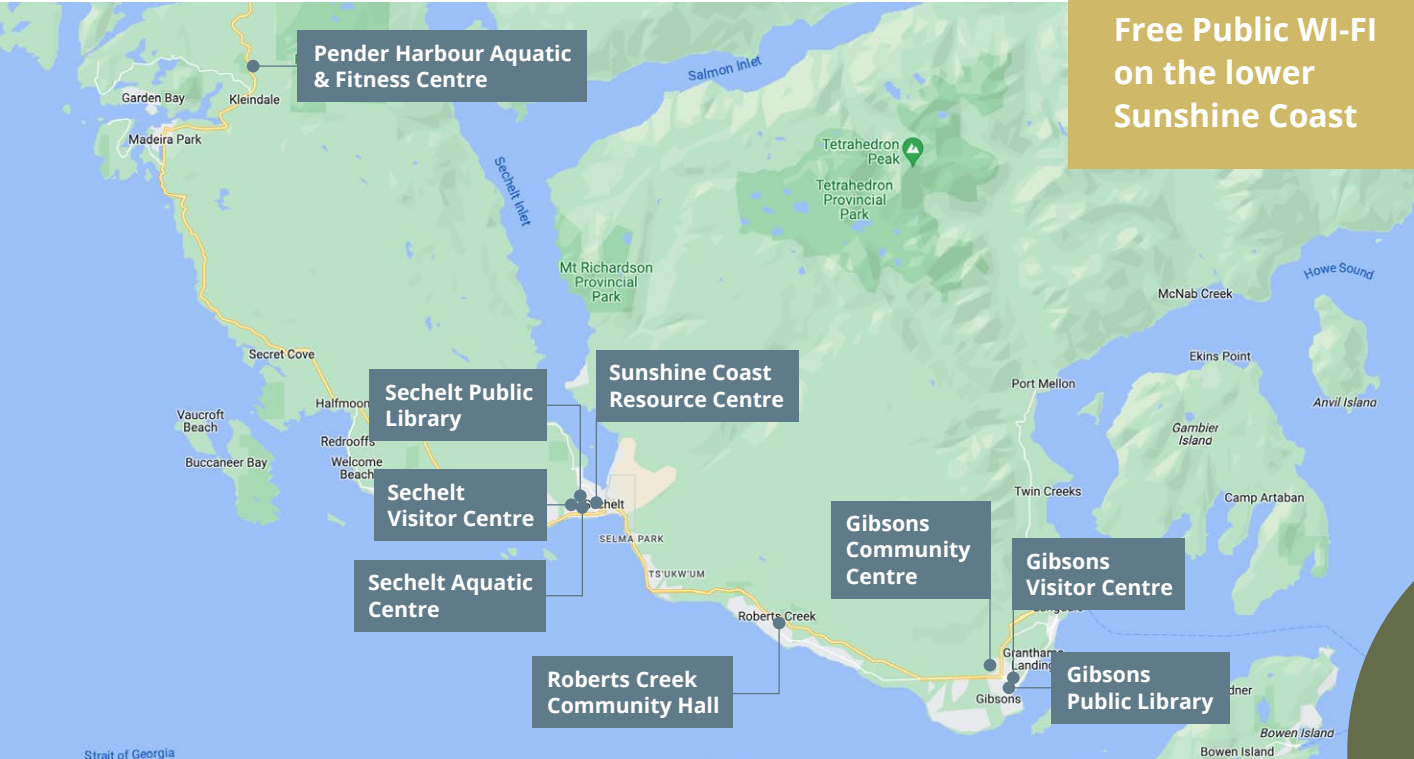 Free Public WI-FI
on the lower
Sunshine Coast
Pender Harbour Aquatic
& Fitness Centre
Salmon Inlet
Garden Bay
Kleindale
Madeira Park
Tetrahedron
Peak
Tetrahedron
Provincial
Park
Sechelt Inlet
Mt Richardson
Provincial
Park
Howe Sound
McNab Creek
Secret Cove
Ekins Point
Sunshine Coast
Resource Centre
Sechelt Public
Library
Port Mellon
Anvil Island
Halfmoon
Vaucroft
Beach
Gambier
Island
Redrooffs
Welcome
Beach
Buccaneer Bay
Sechelt
Visitor Centre
Twin Creeks
Camp Artaban
SELMA PARK
Gibsons
Community
Centre
Gibsons
Visitor Centre
Sechelt Aquatic
Centre
TS'UKW'UM
Roberts Creek
Granthams
Landing
Roberts Creek
Community Hall
Gibsons
Public Library
Gibsons
Bowen Island
Bowen Island
Strait of Georgia